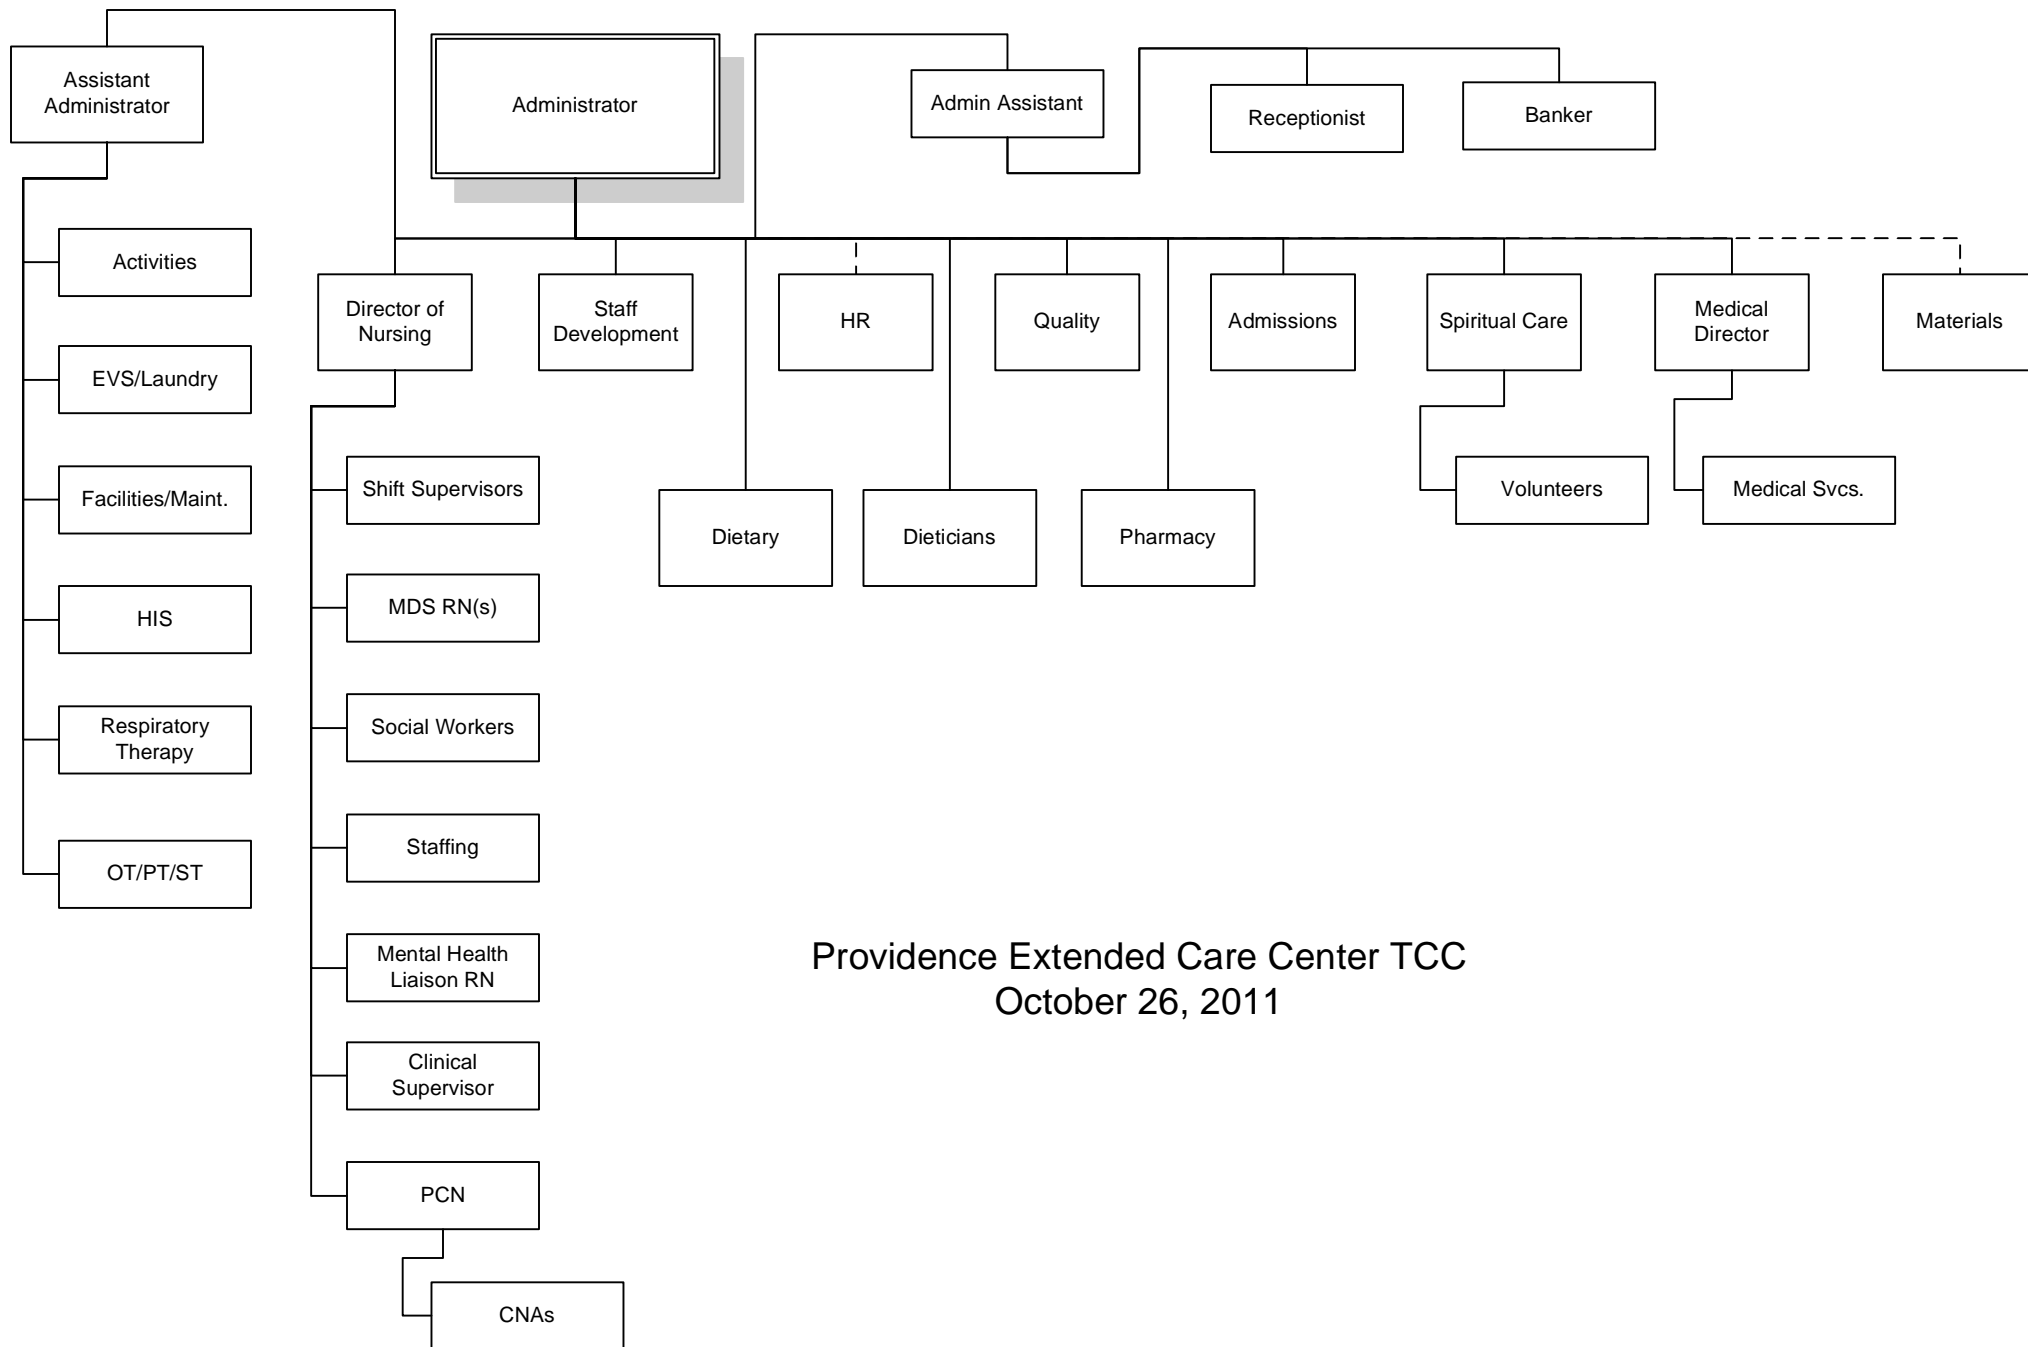 Assistant
Administrator
Administrator
Admin Assistant
Receptionist
Banker
Activities
EVS/Laundry
Facilities/Maint.
HIS
Respiratory
Therapy
OT/PT/ST
Director of
Nursing
Staff
Development
HR
Quality
Admissions
Spiritual Care
Medical
Director
Materials
Shift Supervisors
MDS RN(s)
Social Workers
Staffing
Mental Health
Liaison RN
Clinical
Supervisor
PCN
CNAs
Dietary
Dieticians
Pharmacy
Volunteers
Medical Svcs.
Providence Extended Care Center TCC
October 26, 2011